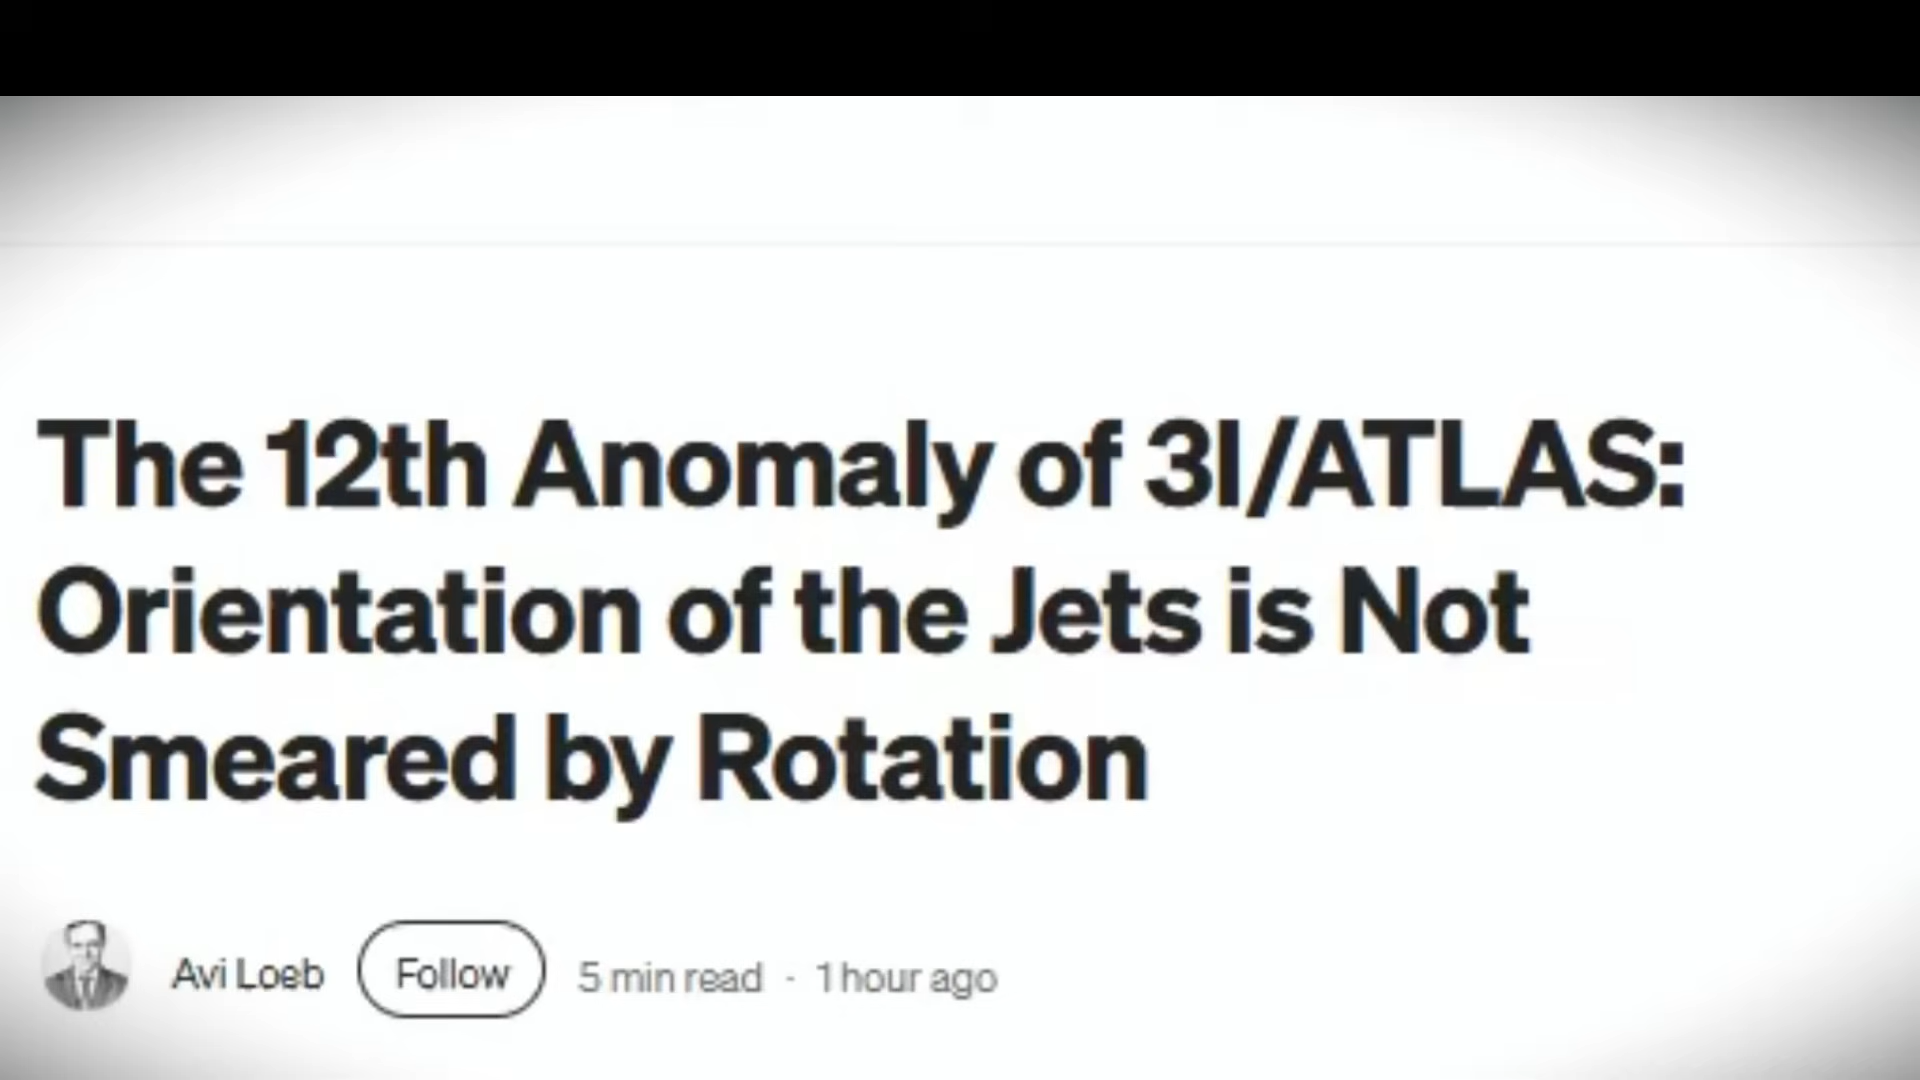 The 12th Anomaly of 3I/ATLAS:
Orientation of the Jets is Not
Smeared by Rotation
Avi Loeb Follow 5 min read · 1 hour ago